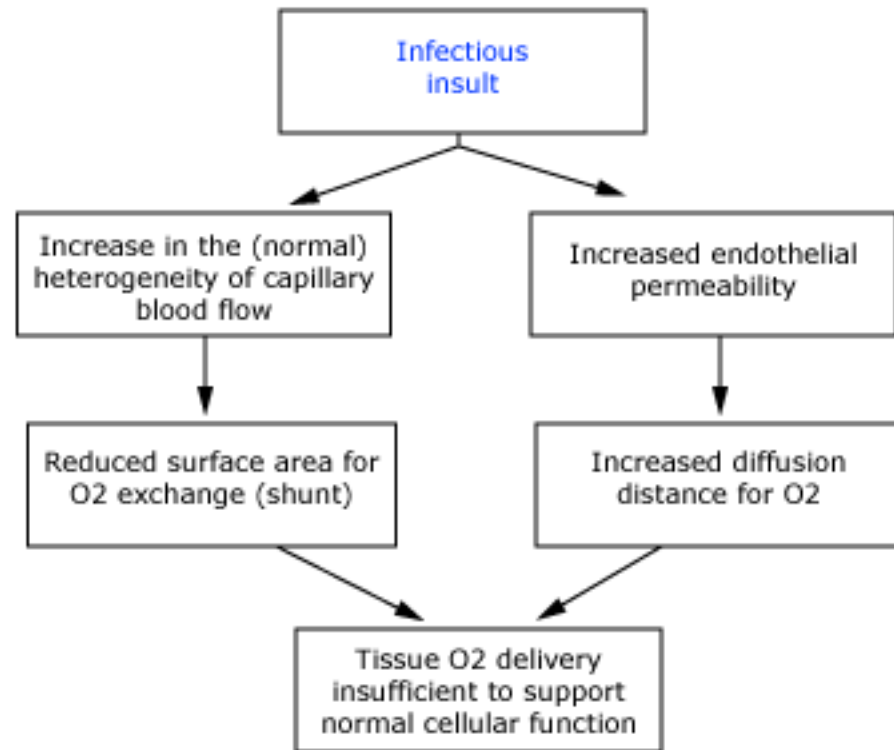 Infectious
insult
Increase in the (normal)
heterogeneity of capillary
blood flow
Increased endothelial
permeability
Reduced surface area for
O2 exchange (shunt)
Increased diffusion
distance for O2
Tissue O2 delivery
insufficient to support
normal cellular function